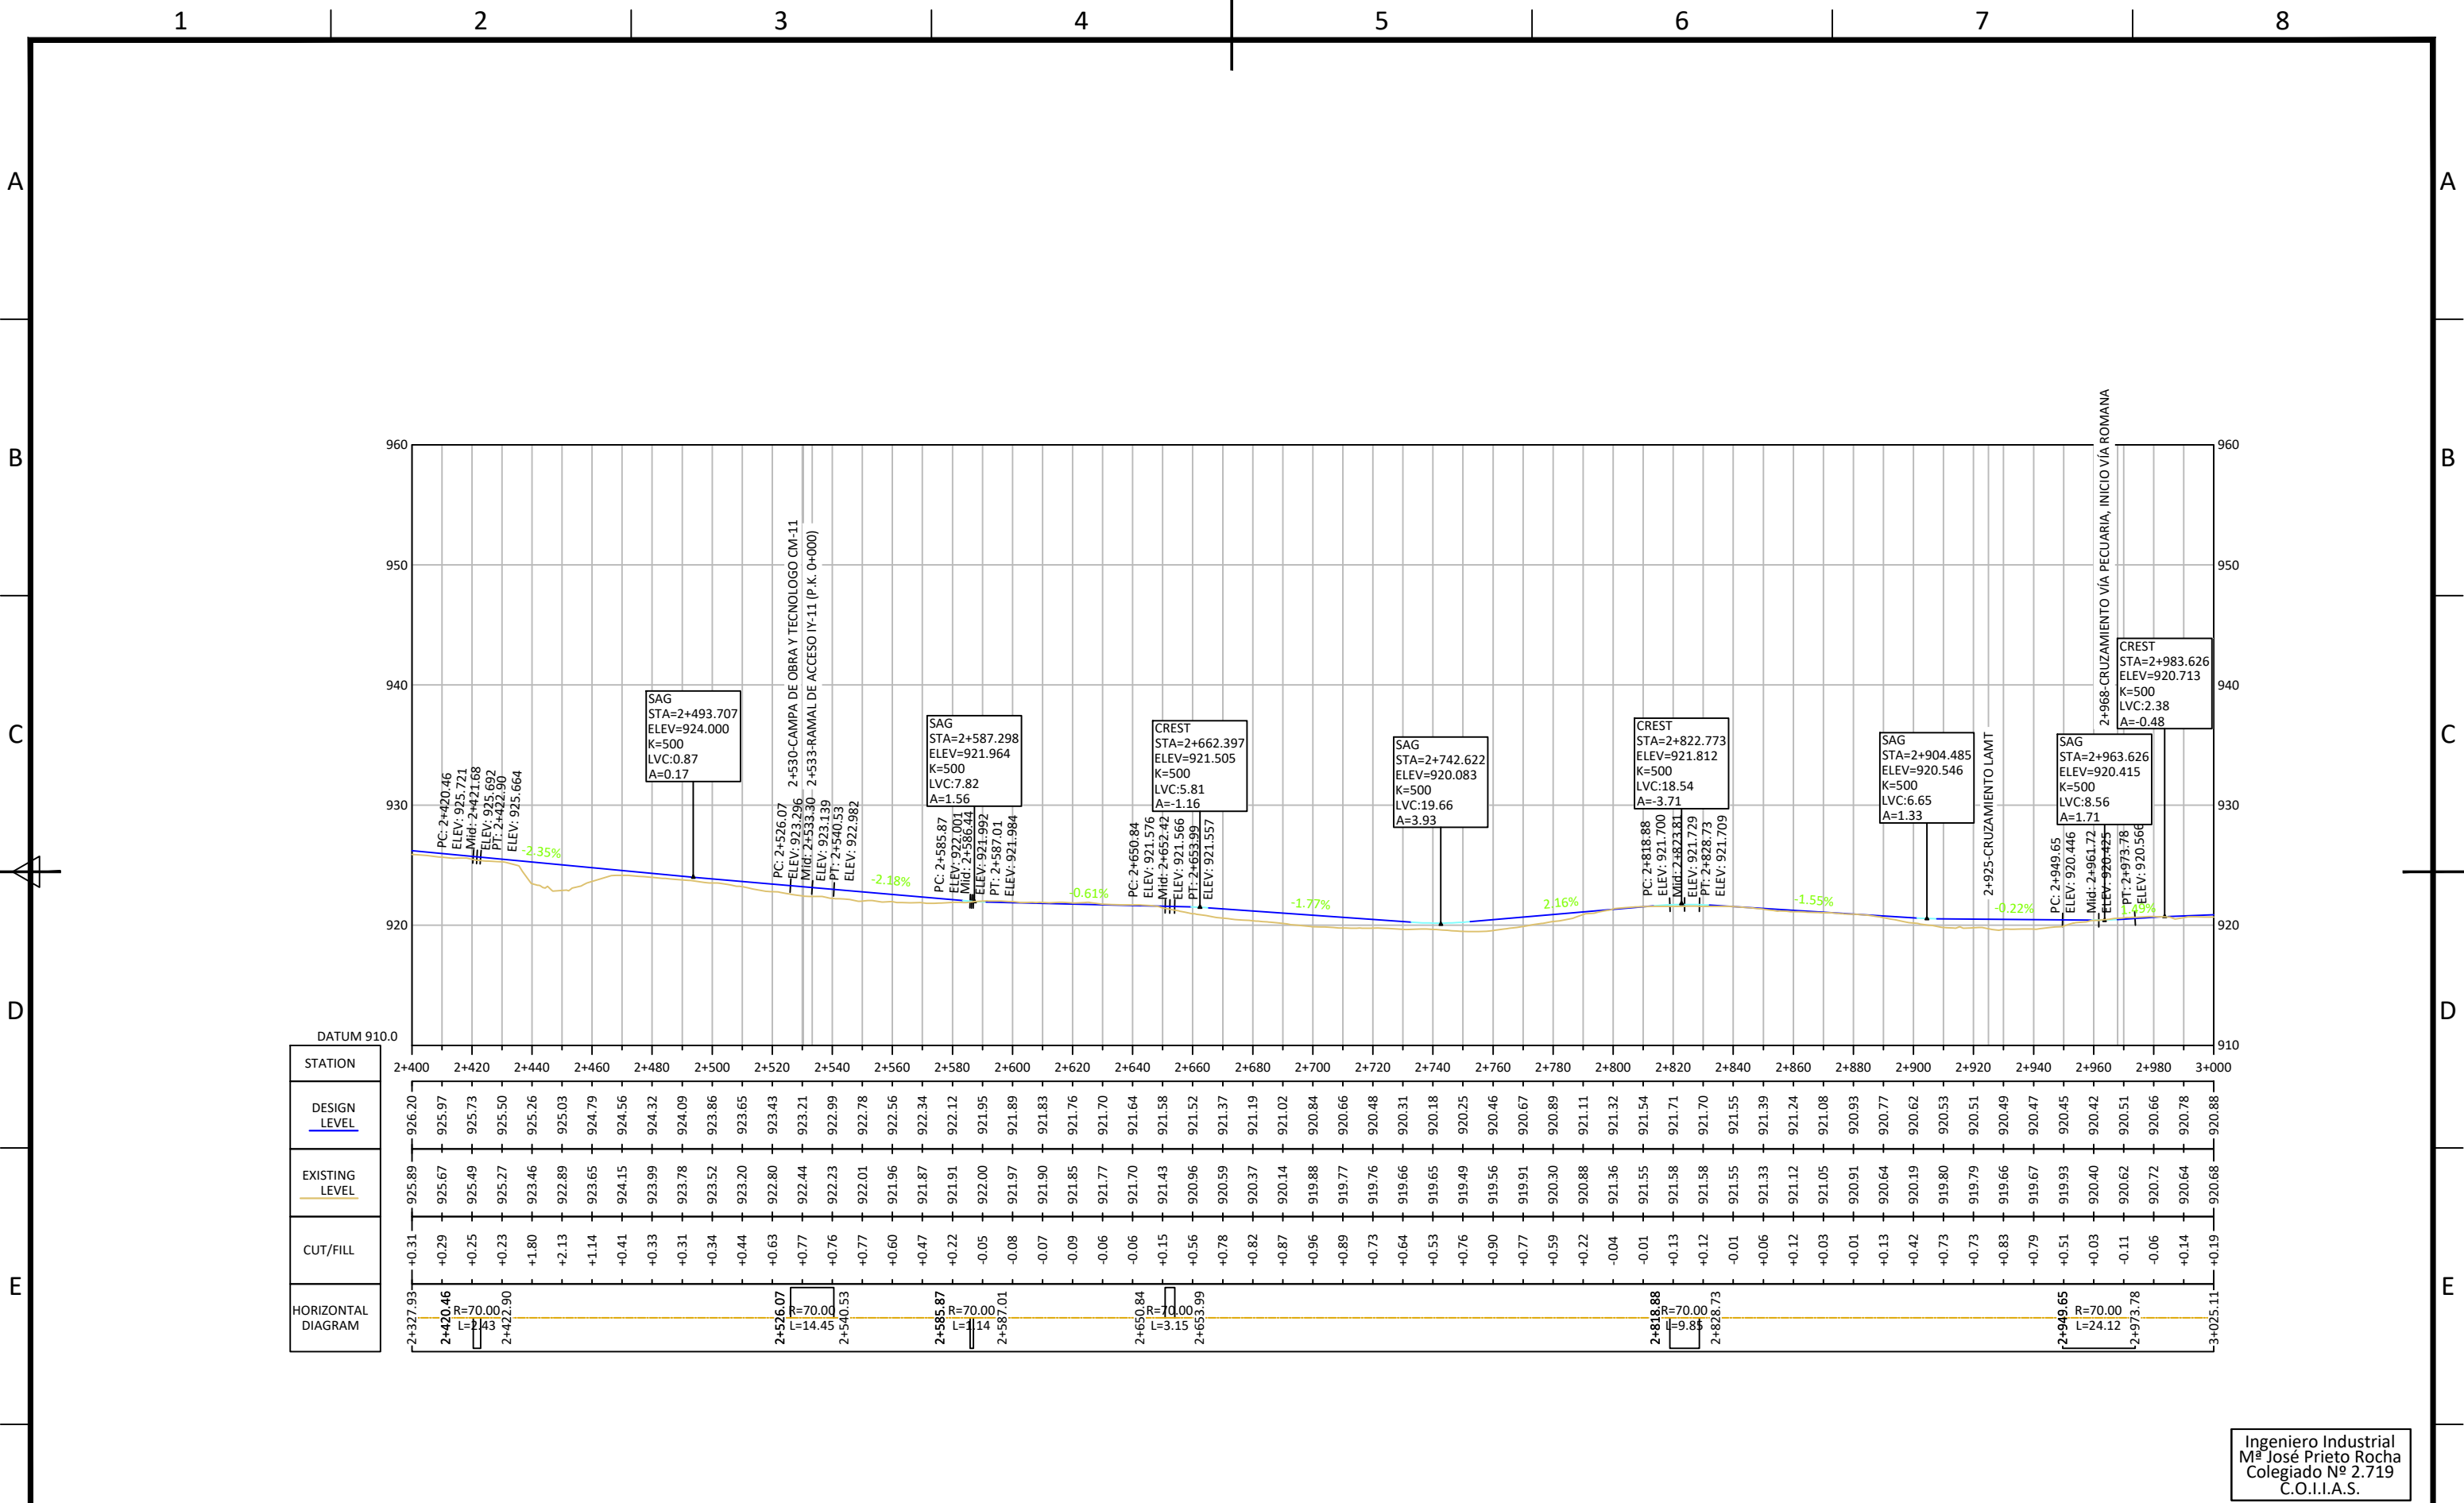 1 2 3 4 5 6 7 8
A A
B B
C C
D D
E E
960 960
950 950
940 940
930 930
920 920
910
DATUM 910.0
PC: 2+420.46
ELEV: 925.721
Mid: 2+421.68
ELEV: 925.692
PT: 2+422.90
ELEV: 925.664
-2.35%
SAG
STA=2+493.707
ELEV=924.000
K=500
LVC:0.87
A=0.17
PC: 2+526.07
ELEV: 923.296
2+530-CAMPA DE OBRA Y TECNOLOGO CM-11
Mid: 2+533.30
2+533-RAMAL DE ACCESO IY-11 (P.K. 0+000)
ELEV: 923.139
PT: 2+540.53
ELEV: 922.982
-2.18%
SAG
STA=2+587.298
ELEV=921.964
K=500
LVC:7.82
A=1.56
PC: 2+585.87
ELEV: 922.001
Mid: 2+586.44
ELEV: 921.992
PT: 2+587.01
ELEV: 921.984
-0.61%
CREST
STA=2+662.397
ELEV=921.505
K=500
LVC:5.81
A=-1.16
PC: 2+650.84
ELEV: 921.576
Mid: 2+652.42
ELEV: 921.566
PT: 2+653.99
ELEV: 921.557
-1.77%
SAG
STA=2+742.622
ELEV=920.083
K=500
LVC:19.66
A=3.93
2.16%
CREST
STA=2+822.773
ELEV=921.812
K=500
LVC:18.54
A=-3.71
PC: 2+818.88
ELEV: 921.700
Mid: 2+823.81
ELEV: 921.729
PT: 2+828.73
ELEV: 921.709
-1.55%
SAG
STA=2+904.485
ELEV=920.546
K=500
LVC:6.65
A=1.33
2+925-CRUZAMIENTO LAMT
-0.22%
SAG
STA=2+963.626
ELEV=920.415
K=500
LVC:8.56
A=1.71
PC: 2+949.65
ELEV: 920.446
Mid: 2+961.72
ELEV: 920.425
PT: 2+973.78
ELEV: 920.566
1.49%
2+968-CRUZAMIENTO VÍA PECUARIA, INICIO VÍA ROMANA
CREST
STA=2+983.626
ELEV=920.713
K=500
LVC:2.38
A=-0.48
STATION
2+400 2+420 2+440 2+460 2+480 2+500 2+520 2+540 2+560 2+580 2+600 2+620 2+640 2+660 2+680 2+700 2+720 2+740 2+760 2+780 2+800 2+820 2+840 2+860 2+880 2+900 2+920 2+940 2+960 2+980 3+000
DESIGN
LEVEL
926.20 925.97 925.73 925.50 925.26 925.03 924.79 924.56 924.32 924.09 923.86 923.65 923.43 923.21 922.99 922.78 922.56 922.34 922.12 921.95 921.89 921.83 921.76 921.70 921.64 921.58 921.52 921.37 921.19 921.02 920.84 920.66 920.48 920.31 920.18 920.25 920.46 920.67 920.89 921.11 921.32 921.54 921.71 921.70 921.55 921.39 921.24 921.08 920.93 920.77 920.62 920.53 920.51 920.49 920.47 920.45 920.42 920.51 920.66 920.78 920.88
EXISTING
LEVEL
925.89 925.67 925.49 925.27 923.46 922.89 923.65 924.15 923.99 923.78 923.52 923.20 922.80 922.44 922.23 922.01 921.96 921.87 921.91 922.00 921.97 921.90 921.85 921.77 921.70 921.43 920.96 920.59 920.37 920.14 919.88 919.77 919.76 919.66 919.65 919.49 919.56 919.91 920.30 920.88 921.36 921.55 921.58 921.58 921.55 921.33 921.12 921.05 920.91 920.64 920.19 919.80 919.79 919.66 919.67 919.93 920.40 920.62 920.72 920.64 920.68
CUT/FILL
+0.31 +0.29 +0.25 +0.23 +1.80 +2.13 +1.14 +0.41 +0.33 +0.31 +0.34 +0.44 +0.63 +0.77 +0.76 +0.77 +0.60 +0.47 +0.22 -0.05 -0.08 -0.07 -0.09 -0.06 -0.06 +0.15 +0.56 +0.78 +0.82 +0.87 +0.96 +0.89 +0.73 +0.64 +0.53 +0.76 +0.90 +0.77 +0.59 +0.22 -0.04 -0.01 +0.13 +0.12 -0.01 +0.06 +0.12 +0.03 +0.01 +0.13 +0.42 +0.73 +0.73 +0.83 +0.79 +0.51 +0.03 -0.11 -0.06 +0.14 +0.19
HORIZONTAL
DIAGRAM
2+327.93
2+420.46
R=70.00
L=2.43
2+422.90
2+526.07
R=70.00
L=14.45
2+540.53
2+585.87
R=70.00
L=1.14
2+587.01
2+650.84
R=70.00
L=3.15
2+653.99
2+818.88
R=70.00
L=9.85
2+828.73
2+949.65
R=70.00
L=24.12
2+973.78
3+025.11
Ingeniero Industrial
Mª José Prieto Rocha
Colegiado Nº 2.719
C.O.I.I.A.S.